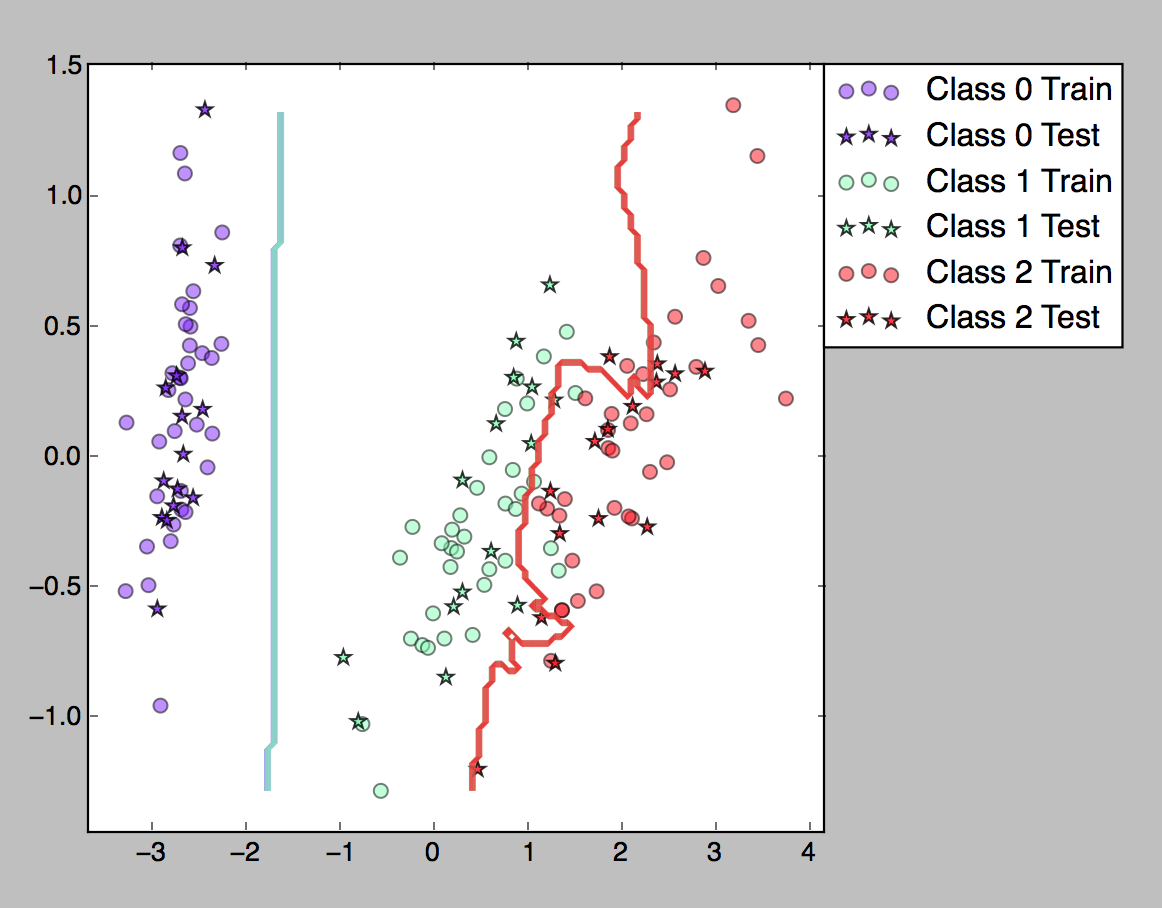 1.5
1.0
0.5
0.0
−0.5
−1.0
−3 −2 −1 0 1 2 3 4
Class 0 Train
Class 0 Test
Class 1 Train
Class 1 Test
Class 2 Train
Class 2 Test